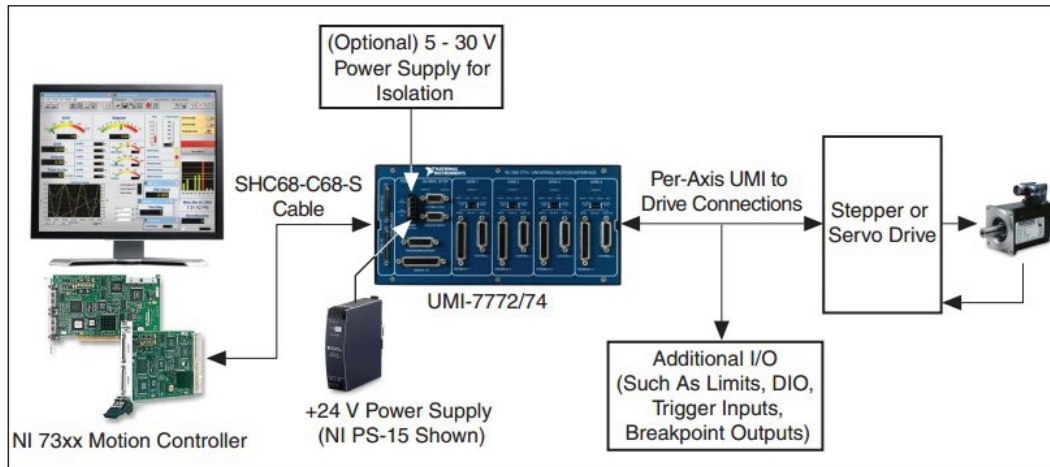 (Optional) 5 - 30 V
Power Supply for
Isolation
SHC68-C68-S
Cable
NATIONAL
INSTRUMENTS
Per-Axis UMI to
Drive Connections
Stepper or
Servo Drive
UMI-7772/74
+24 V Power Supply
(NI PS-15 Shown)
NI 73xx Motion Controller
Additional I/O
(Such As Limits, DIO,
Trigger Inputs,
Breakpoint Outputs)